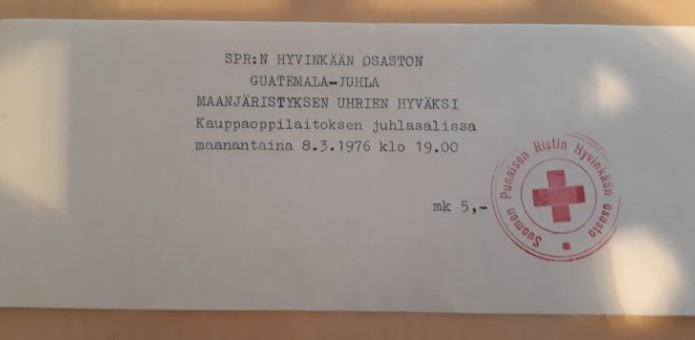 SPR:N HYVINKÄÄN OSASTON
GUATEMALA-JUHLA
MAANJÄRISTYKSEN UHRIEN HYVÄKSI
Kauppaoppilaitoksen juhlasalissa
maanantaina 8.3.1976 klo 19.00
mk 5,-
Suomen Punaisen Ristin Hyvinkään osasto